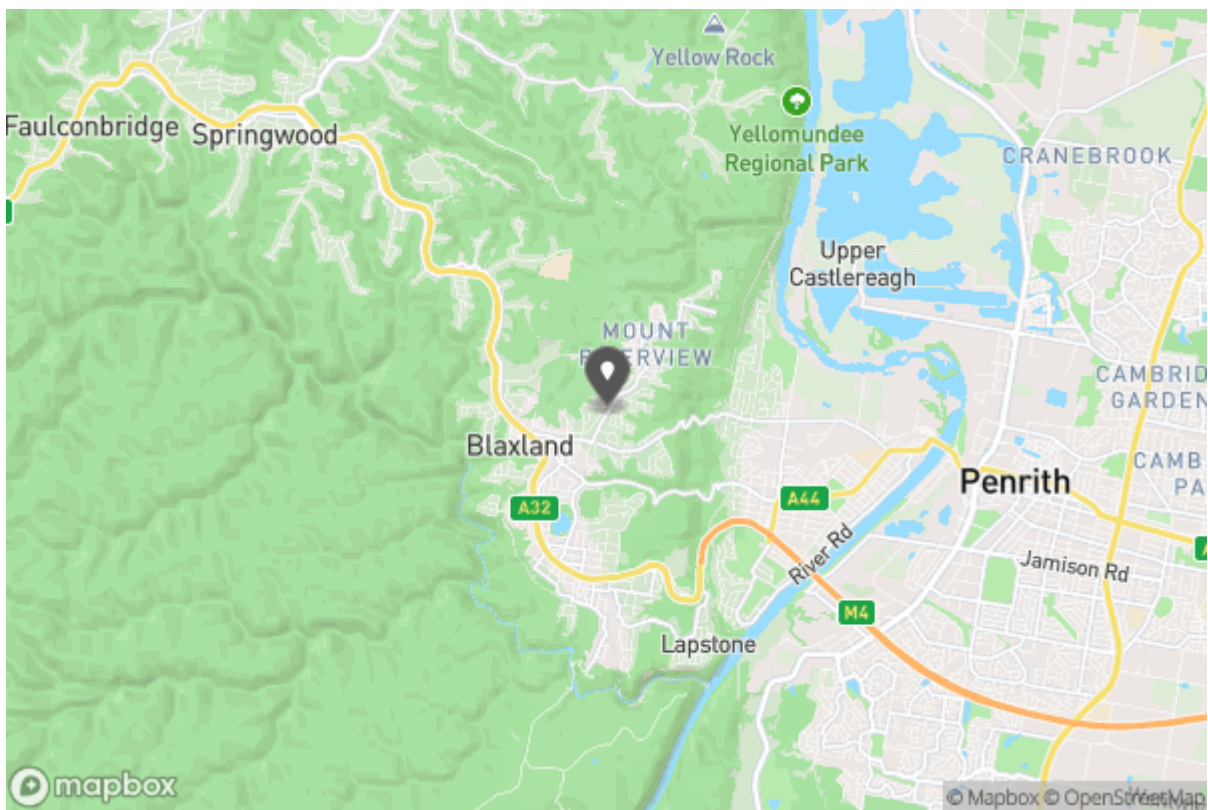 Yellow Rock
Faulconbridge
Springwood
Yellomundee
Regional Park
CRANEBROOK
Upper
Castlereagh
MOUNT
CAMBRID
GARDEN
Blaxland
CAMB
PA
Penrith
A32
A44
River Rd
Jamison Rd
M4
Lapstone
mapbox
© Mapbox © OpenStreetMap